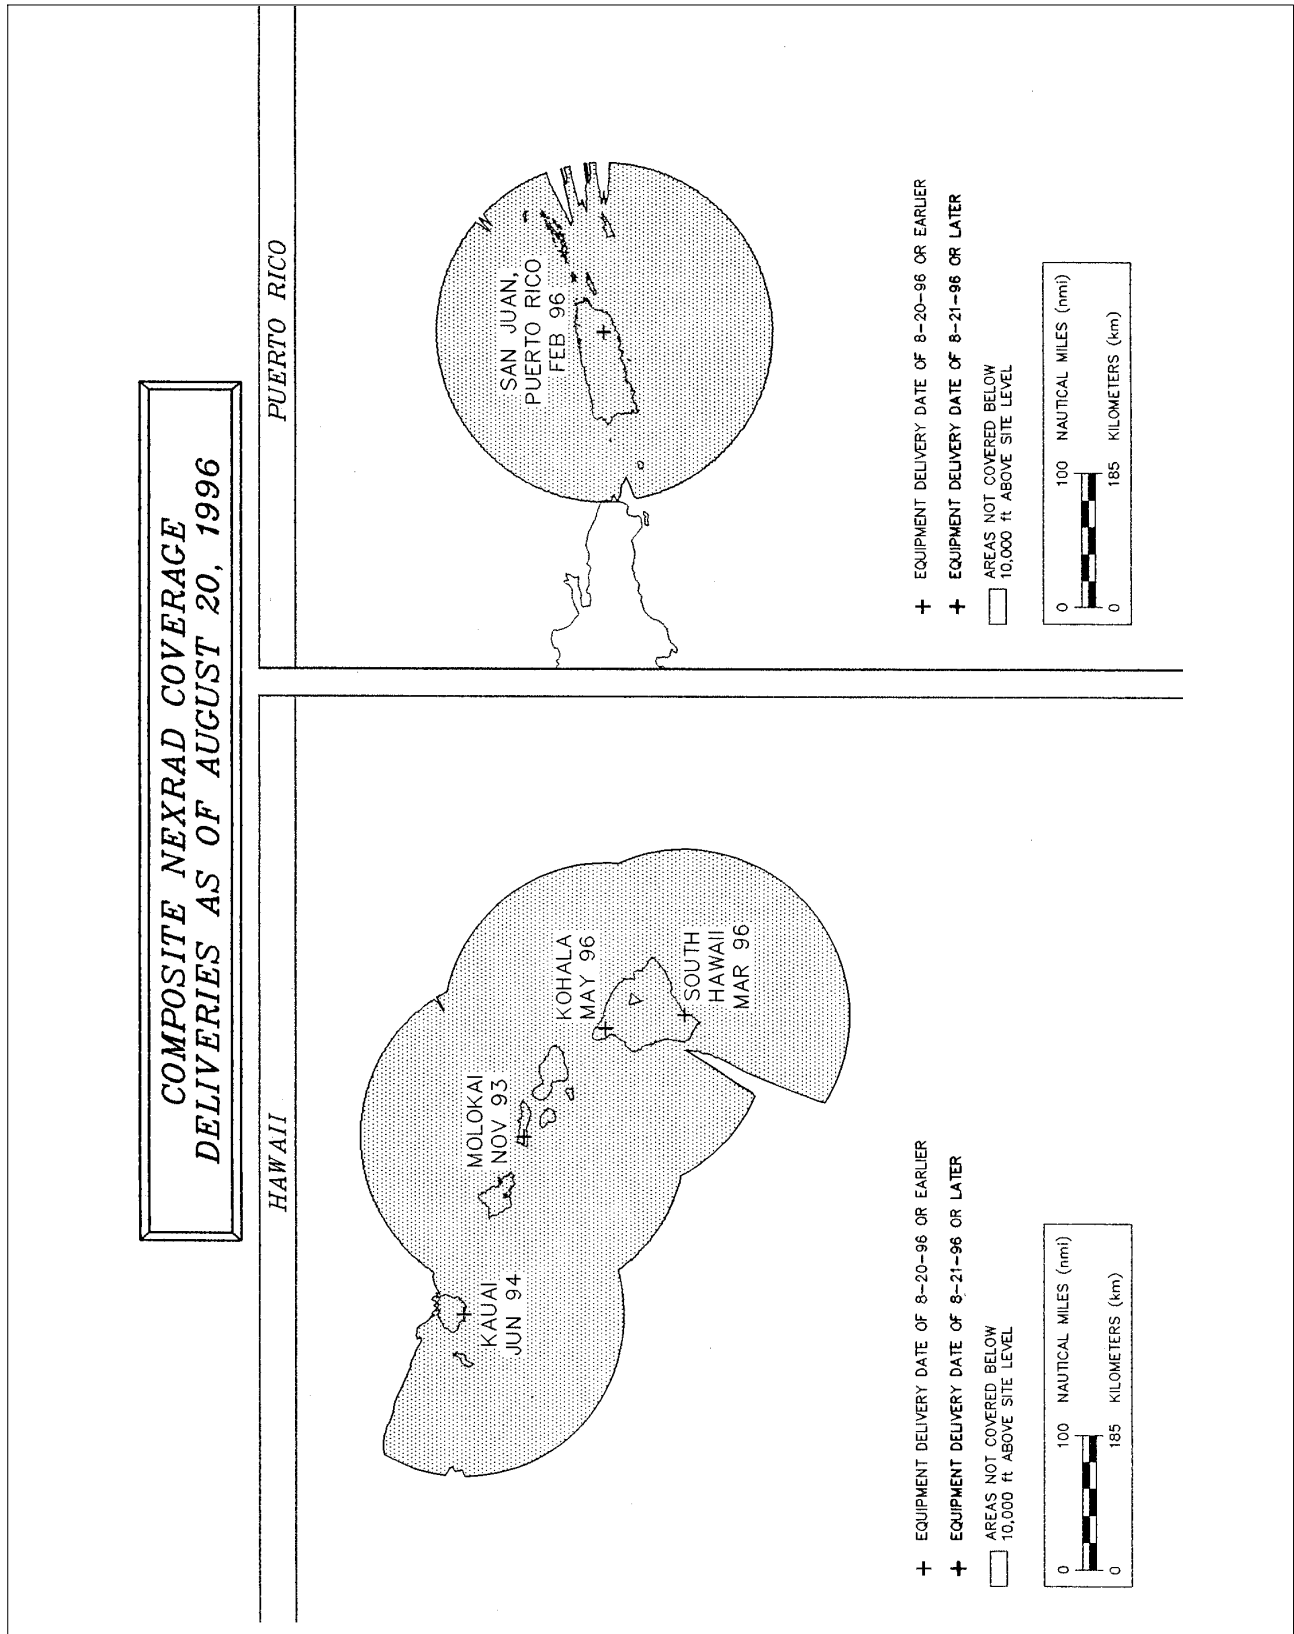 COMPOSITE NEXRAD COVERAGE
DELIVERIES AS OF AUGUST 20, 1996
HAWAII
KAUAI
JUN 94
MOLOKAI
NOV 93
KOHALA
MAY 96
SOUTH
HAWAII
MAR 96
+ EQUIPMENT DELIVERY DATE OF 8-20-96 OR EARLIER
+ EQUIPMENT DELIVERY DATE OF 8-21-96 OR LATER
AREAS NOT COVERED BELOW
10,000 ft ABOVE SITE LEVEL
0 100 NAUTICAL MILES (nmi)
0 185 KILOMETERS (km)
PUERTO RICO
SAN JUAN,
PUERTO RICO
FEB 96
+ EQUIPMENT DELIVERY DATE OF 8-20-96 OR EARLIER
+ EQUIPMENT DELIVERY DATE OF 8-21-96 OR LATER
AREAS NOT COVERED BELOW
10,000 ft ABOVE SITE LEVEL
0 100 NAUTICAL MILES (nmi)
0 185 KILOMETERS (km)